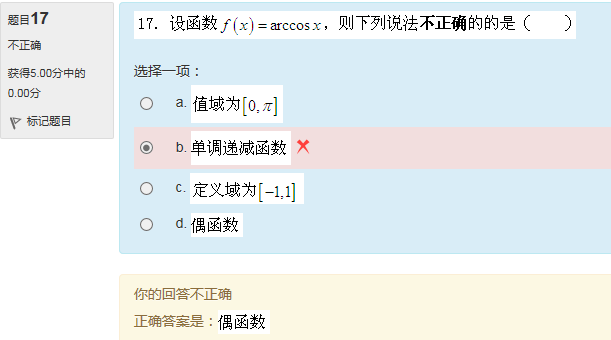 题目17
不正确
获得5.00分中的
0.00分
标记题目
17. 设函数 f(x)=arccos x，则下列说法不正确的的是（ ）
选择一项：
a. 值域为[0,π]
b. 单调递减函数
c. 定义域为[-1,1]
d. 偶函数
你的回答不正确
正确答案是：偶函数